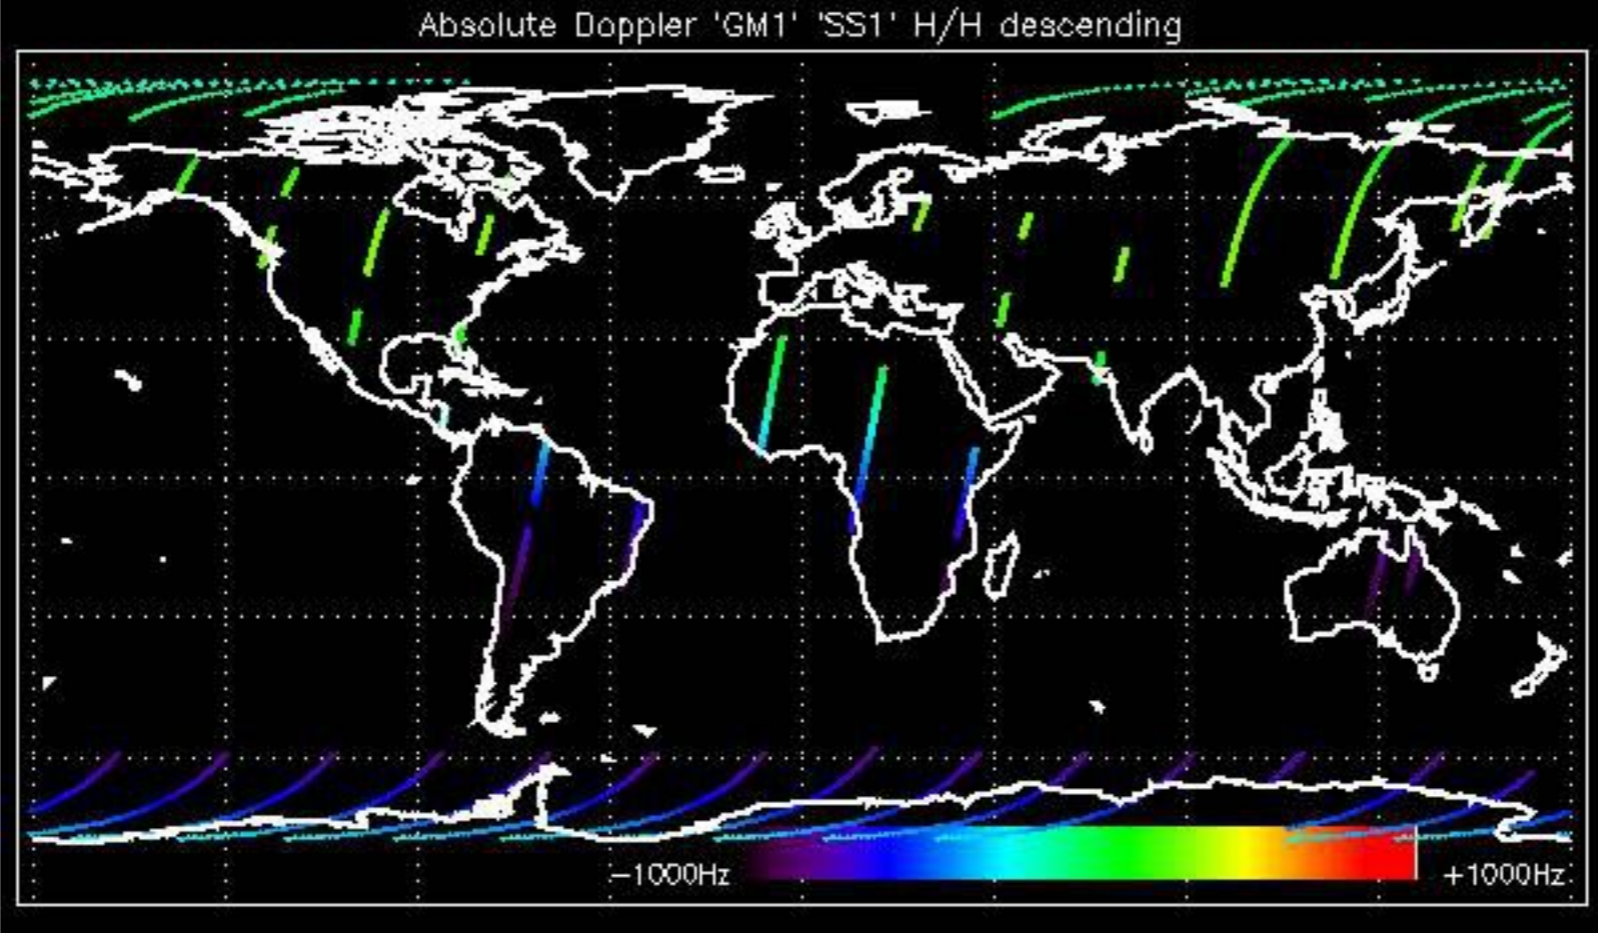 Absolute Doppler 'GM1' 'SS1' H/H descending
−1000Hz
+1000Hz